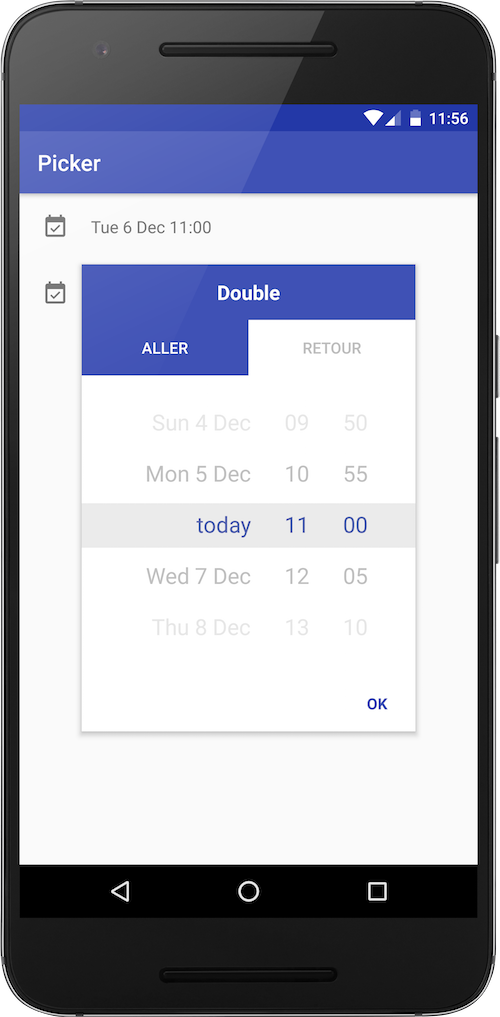 11:56
Picker
Tue 6 Dec 11:00
Double
ALLER RETOUR
Sun 4 Dec 09 50
Mon 5 Dec 10 55
today 11 00
Wed 7 Dec 12 05
Thu 8 Dec 13 10
OK